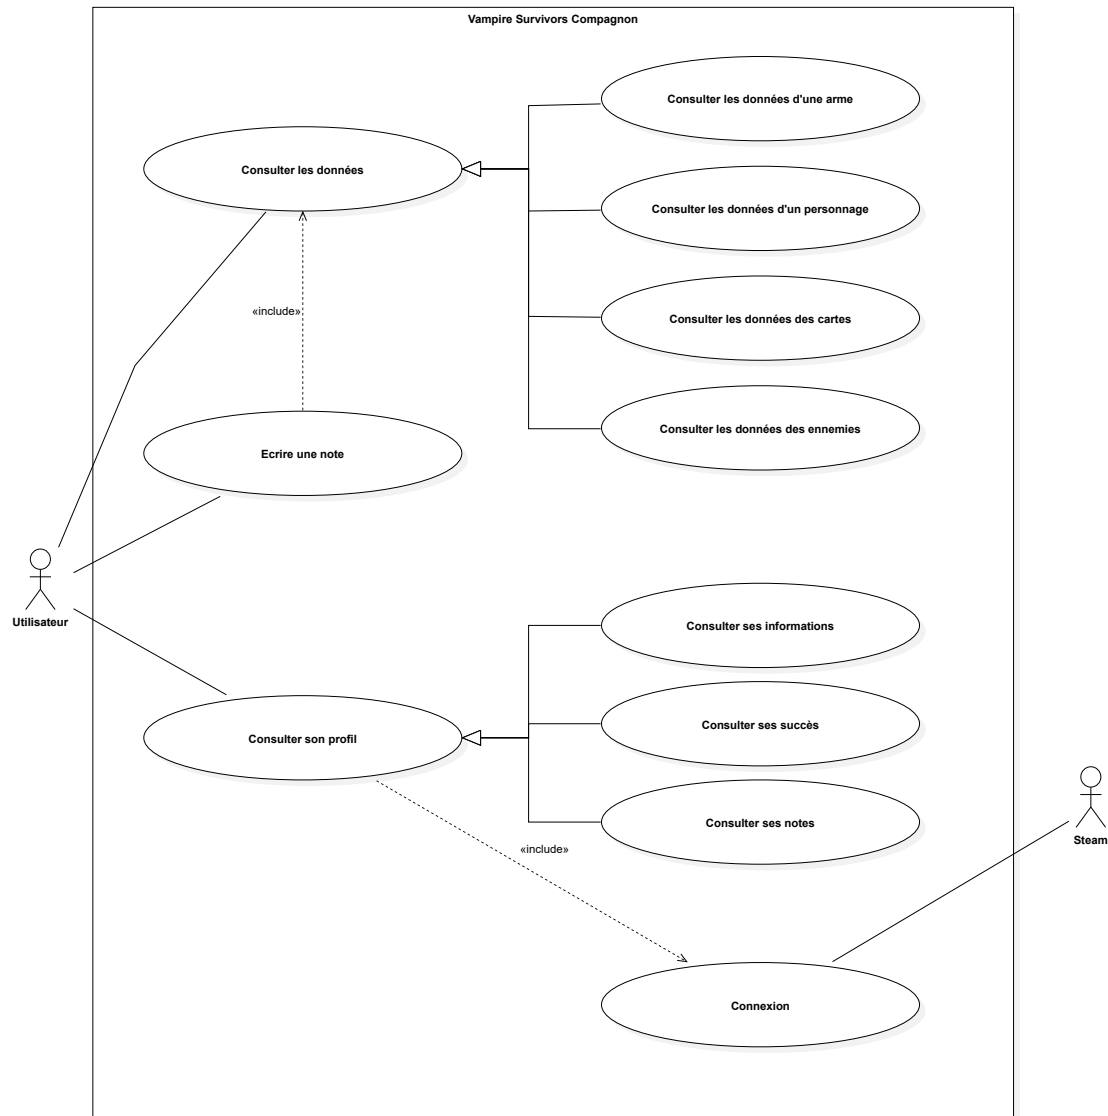 Vampire Survivors Compagnon
Consulter les données d'une arme
Consulter les données
Consulter les données d'un personnage
«include»
Consulter les données des cartes
Consulter les données des ennemies
Ecrire une note
Utilisateur
Consulter ses informations
Consulter ses succès
Consulter son profil
Consulter ses notes
Steam
«include»
Connexion